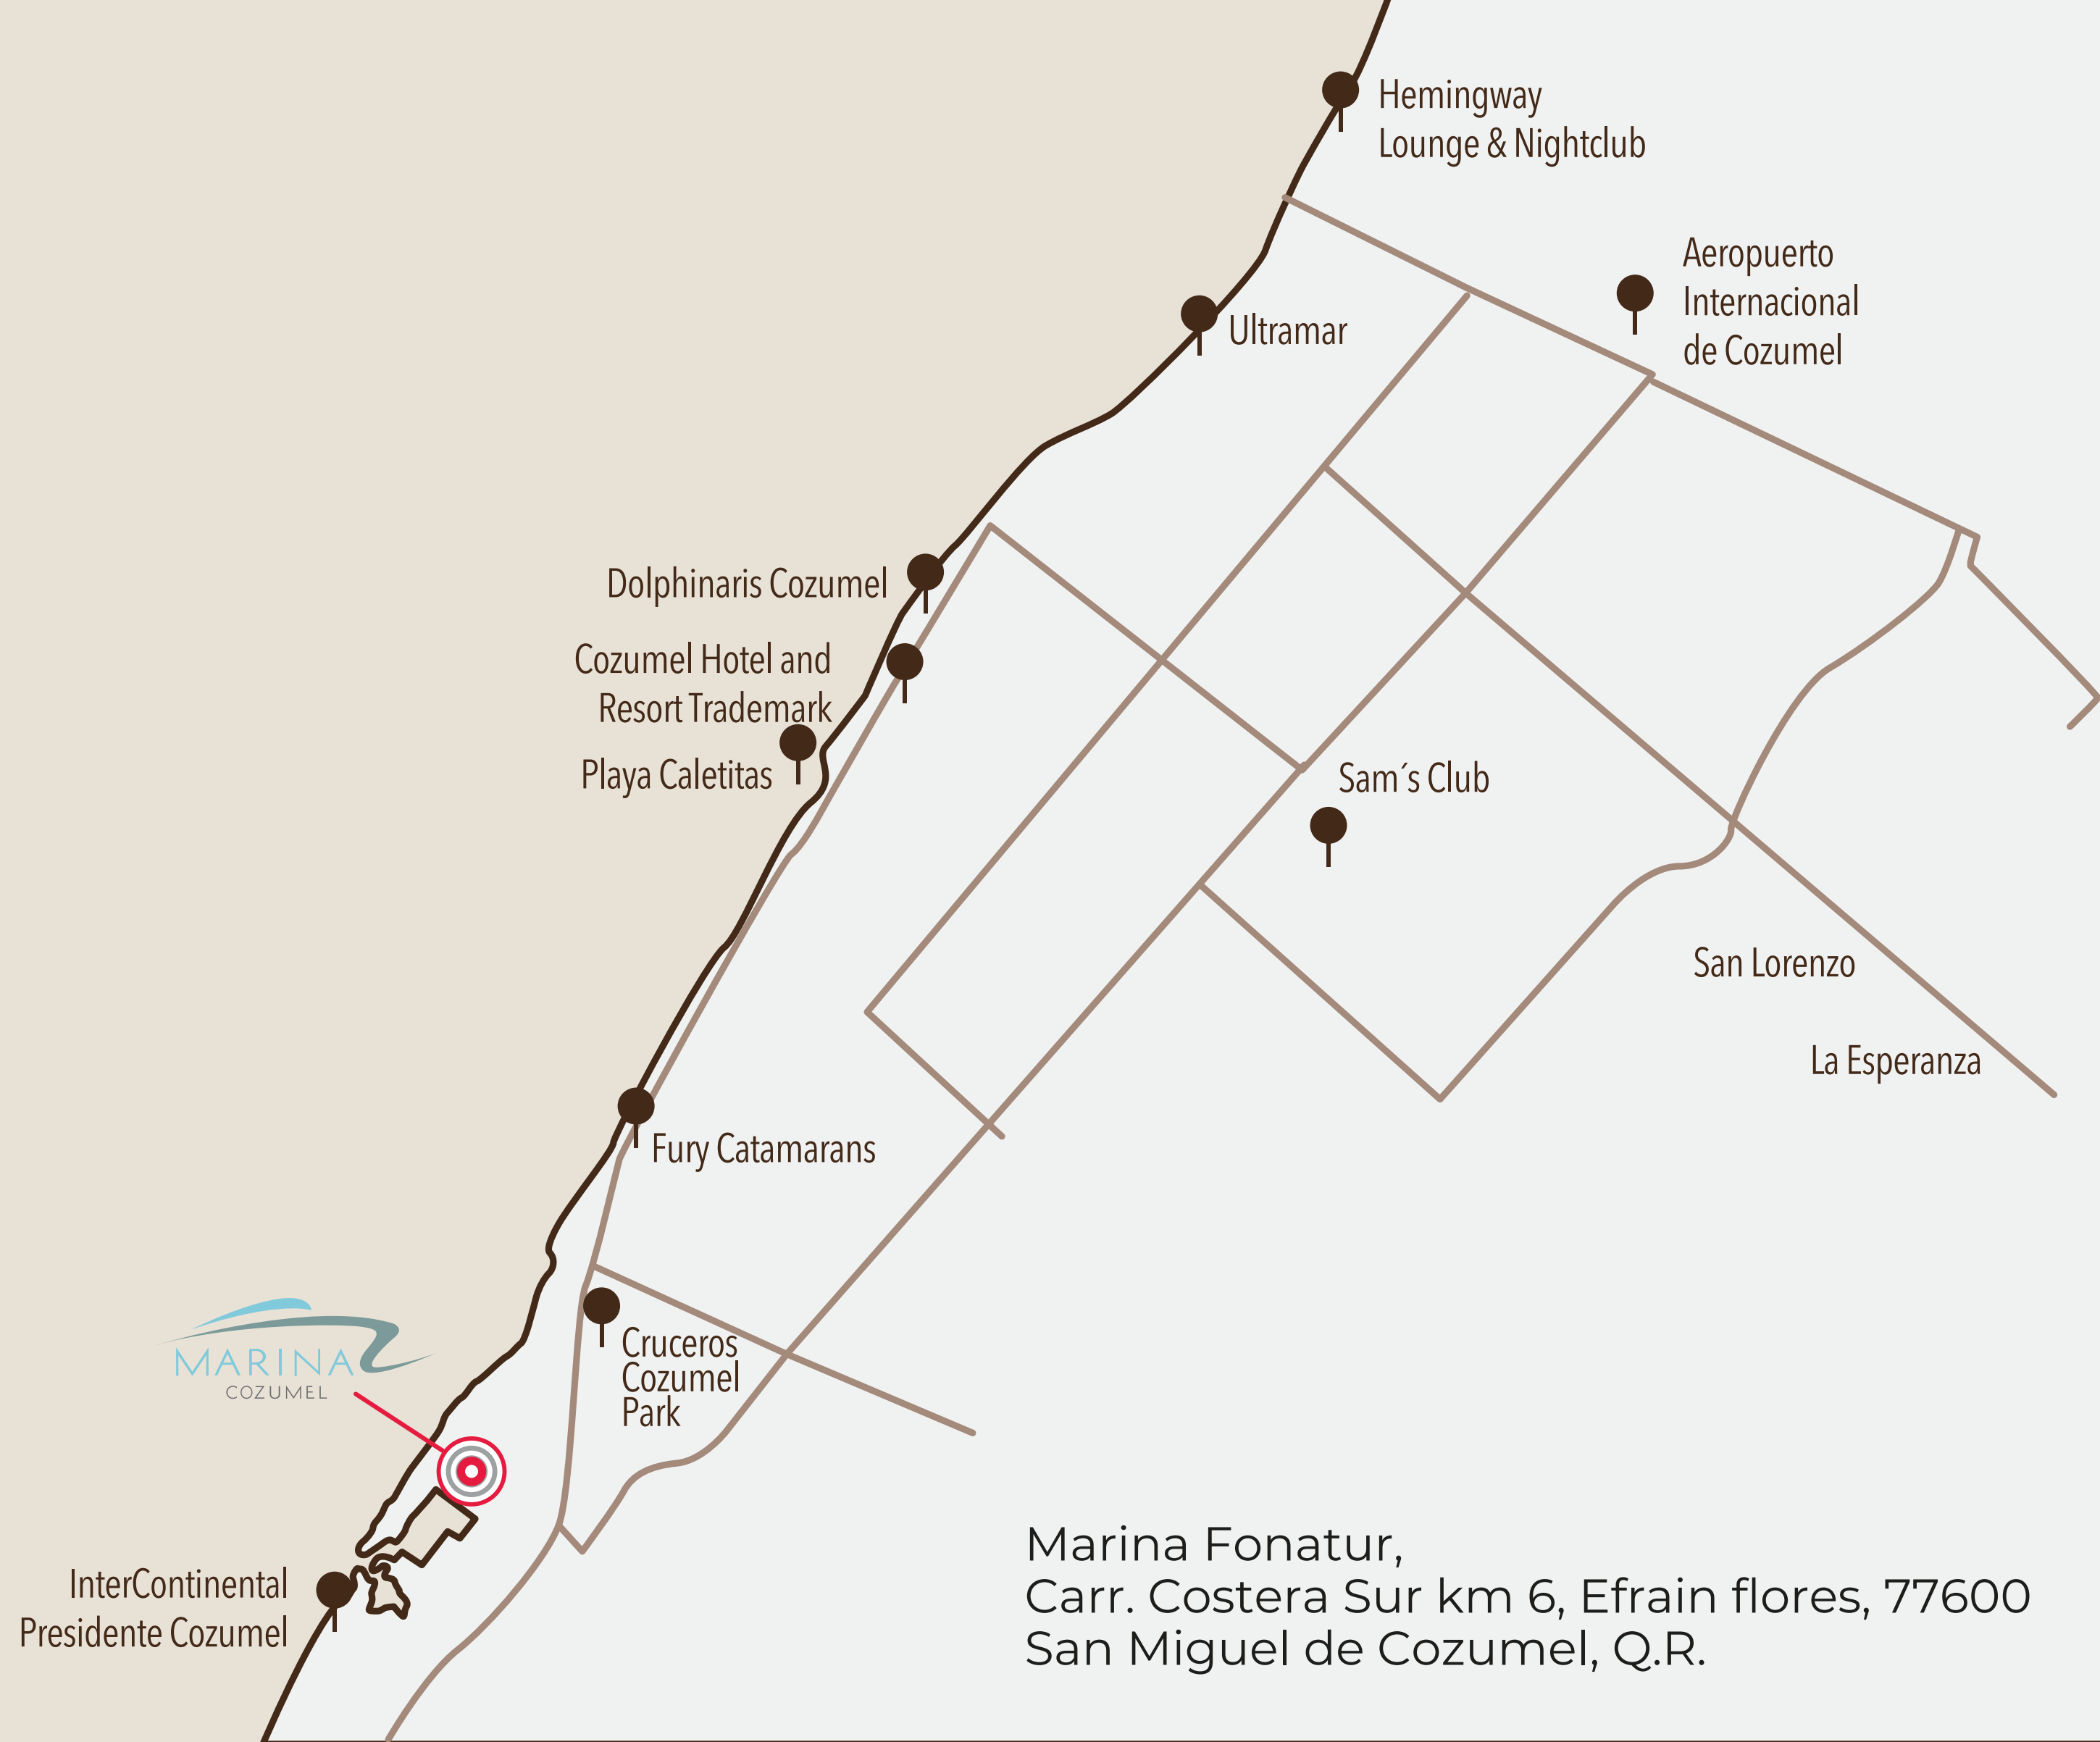 Hemingway
Lounge & Nightclub
Aeropuerto
Internacional
de Cozumel
Ultramar
Dolphinaris Cozumel
Cozumel Hotel and
Resort Trademark
Playa Caletitas
Sam´s Club
San Lorenzo
La Esperanza
Fury Catamarans
Cruceros
Cozumel
Park
MARINA
COZUMEL
InterContinental
Presidente Cozumel
Marina Fonatur,
Carr. Costera Sur km 6, Efrain flores, 77600
San Miguel de Cozumel, Q.R.